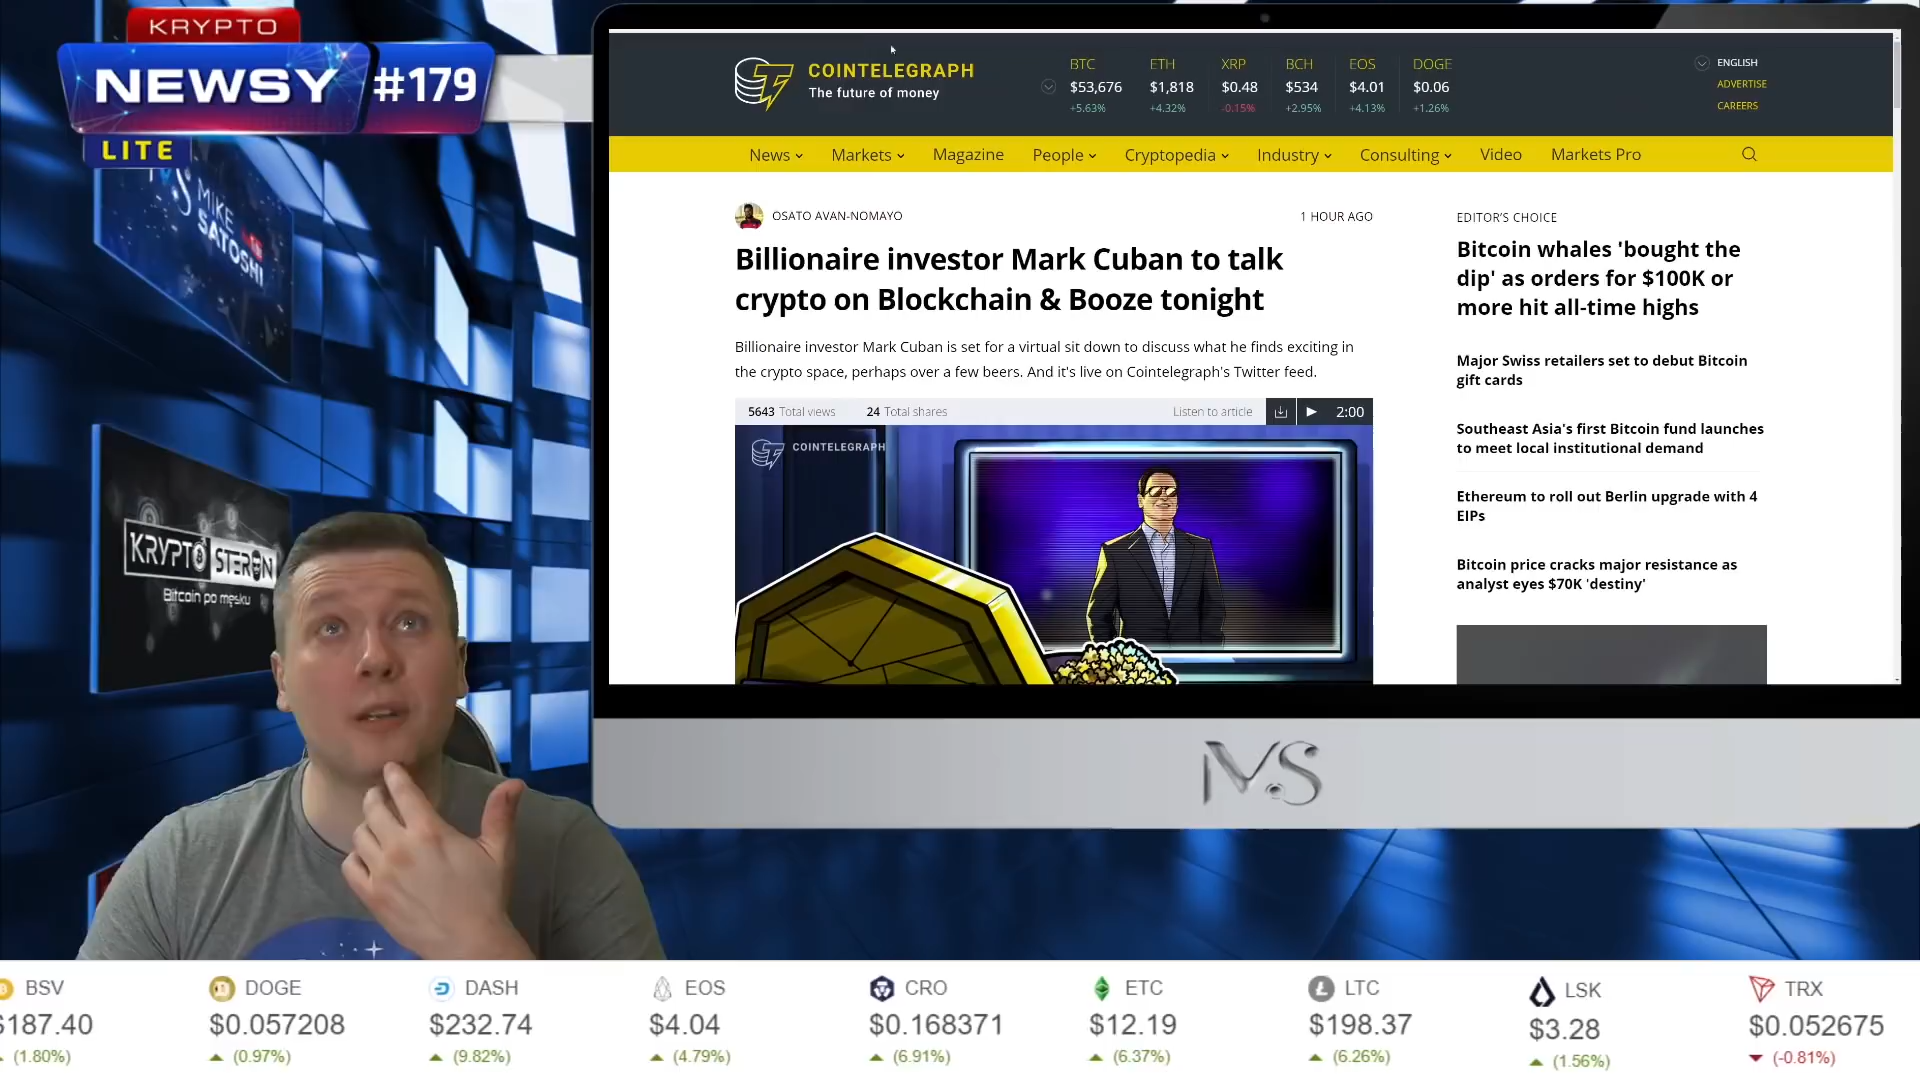 KRYPTO
NEWSY #179
LITE
MIKE
SATOSHI
KRYPTO STERON
Bitcoin po męsku
COINTELEGRAPH
The future of money
BTC ETH XRP BCH EOS DOGE
$53,676 $1,818 $0.48 $534 $4.01 $0.06
+5.63% +4.32% -0.15% +2.95% +4.13% +1.26%
ENGLISH
ADVERTISE
CAREERS
News Markets Magazine People Cryptopedia Industry Consulting Video Markets Pro
OSATO AVAN-NOMAYO 1 HOUR AGO
Billionaire investor Mark Cuban to talk
crypto on Blockchain & Booze tonight
Billionaire investor Mark Cuban is set for a virtual sit down to discuss what he finds exciting in
the crypto space, perhaps over a few beers. And it's live on Cointelegraph's Twitter feed.
5643 Total views 24 Total shares Listen to article 2:00
COINTELEGRAPH
EDITOR'S CHOICE
Bitcoin whales 'bought the
dip' as orders for $100K or
more hit all-time highs
Major Swiss retailers set to debut Bitcoin
gift cards
Southeast Asia's first Bitcoin fund launches
to meet local institutional demand
Ethereum to roll out Berlin upgrade with 4
EIPs
Bitcoin price cracks major resistance as
analyst eyes $70K 'destiny'
MS
BSV DOGE DASH EOS CRO ETC LTC LSK TRX
$187.40 $0.057208 $232.74 $4.04 $0.168371 $12.19 $198.37 $3.28 $0.052675
(1.80%) (0.97%) (9.82%) (4.79%) (6.91%) (6.37%) (6.26%) (1.56%) (-0.81%)